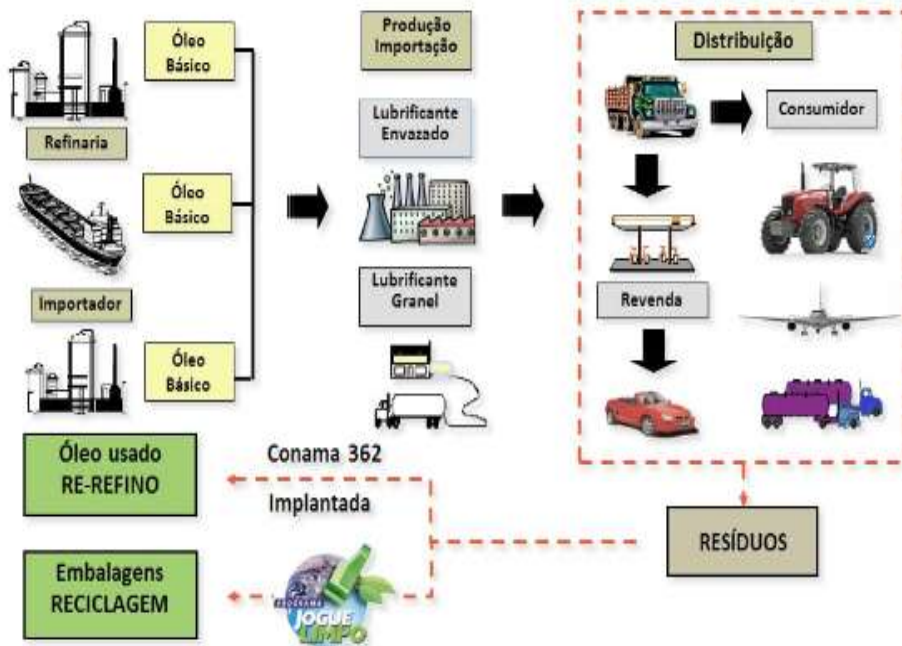 Óleo
Básico
Refinaria
Óleo
Básico
Importador
Óleo
Básico
Produção
Importação
Lubrificante
Envazado
Lubrificante
Granel
Distribuição
Consumidor
Revenda
Óleo usado
RE-REFINO
Conama 362
Implantada
RESÍDUOS
Embalagens
RECICLAGEM
PROGRAMA
JOGUE
LIMPO